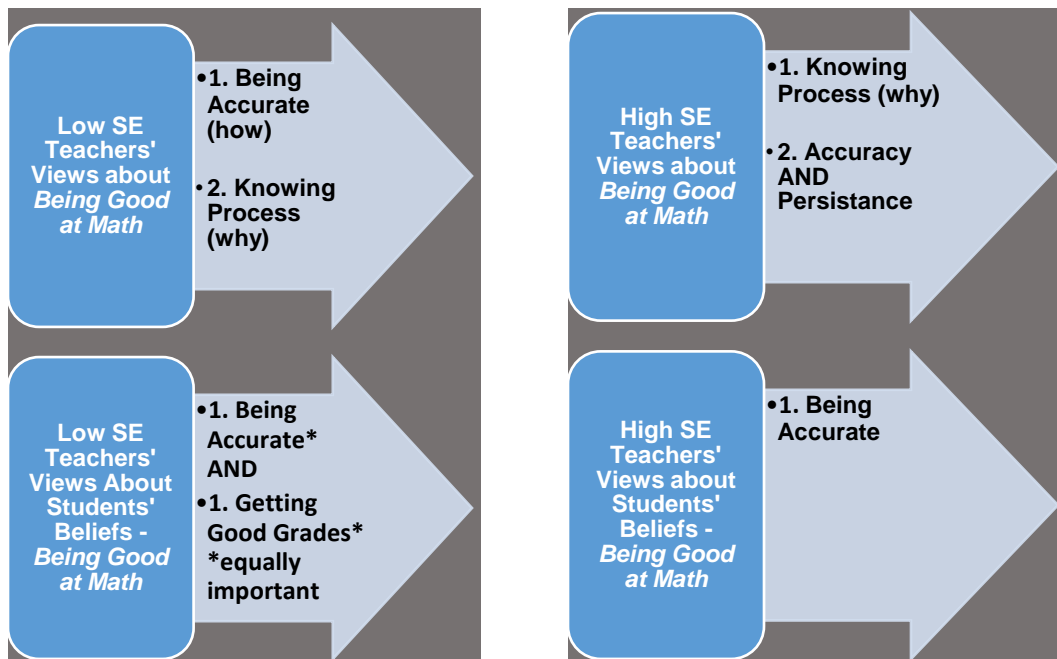 Low SE
Teachers'
Views about
Being Good
at Math
•1. Being
Accurate
(how)
• 2. Knowing
Process
(why)
High SE
Teachers'
Views about
Being Good
at Math
•1. Knowing
Process (why)
• 2. Accuracy
AND
Persistance
Low SE
Teachers'
Views About
Students'
Beliefs -
Being Good
at Math
•1. Being
Accurate*
AND
•1. Getting
Good Grades*
*equally
important
High SE
Teachers'
Views about
Students'
Beliefs -
Being Good
at Math
•1. Being
Accurate